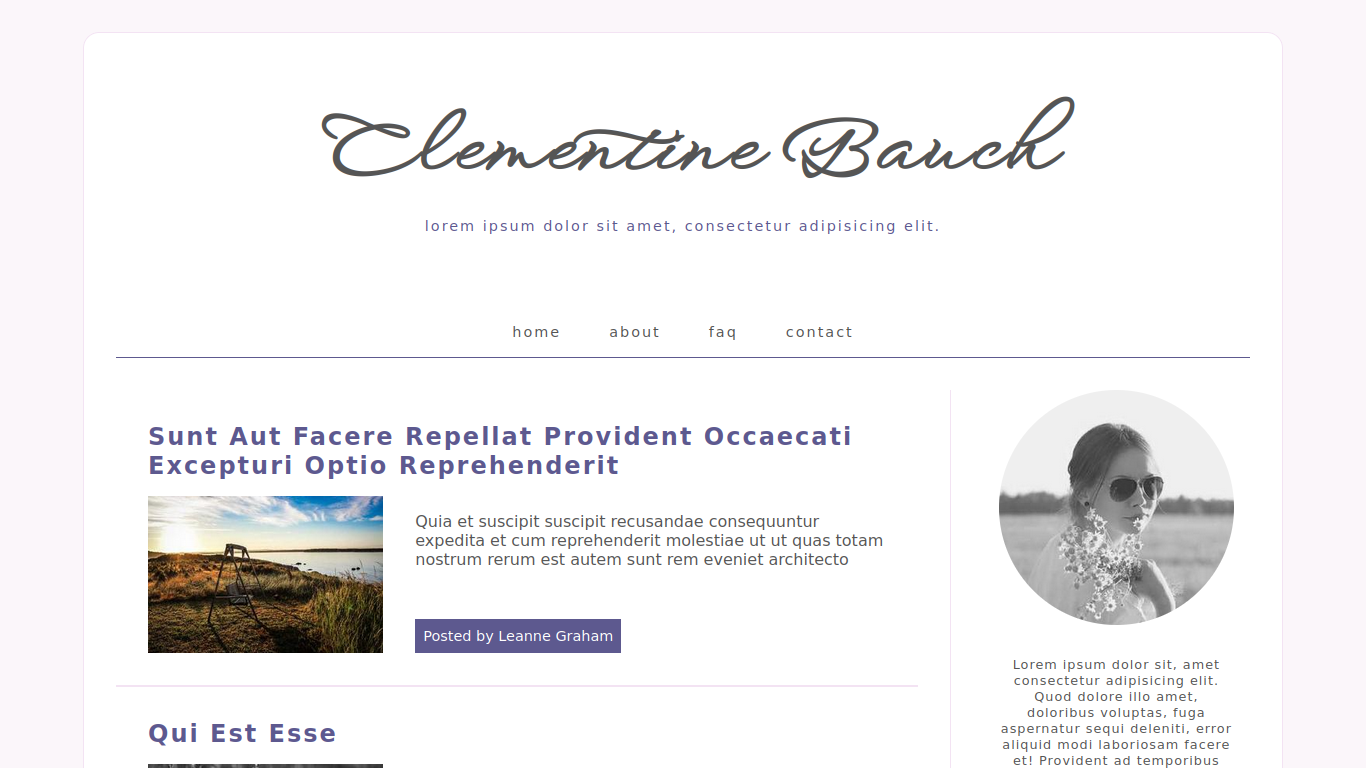 Clementine Bauch
lorem ipsum dolor sit amet, consectetur adipisicing elit.
home about faq contact
Sunt Aut Facere Repellat Provident Occaecati
Excepturi Optio Reprehenderit
Quia et suscipit suscipit recusandae consequuntur
expedita et cum reprehenderit molestiae ut ut quas totam
nostrum rerum est autem sunt rem eveniet architecto
Posted by Leanne Graham
Qui Est Esse
Lorem ipsum dolor sit, amet
consectetur adipisicing elit.
Quod dolore illo amet,
doloribus voluptas, fuga
aspernatur sequi deleniti, error
aliquid modi laboriosam facere
et! Provident ad temporibus